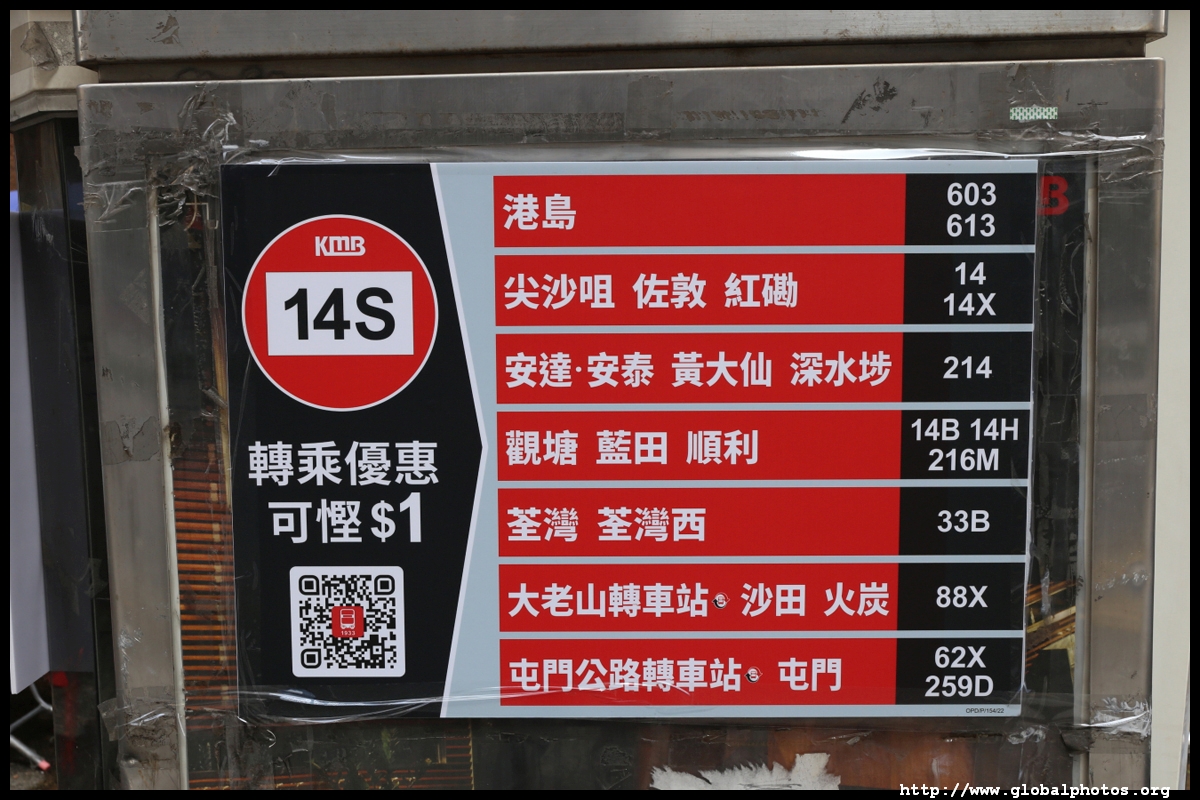 KMB
14S
轉乘優惠
可慳$1
1933
港島
603
613
尖沙咀 佐敦 紅磡
14
14X
安達·安泰 黃大仙 深水埗
214
觀塘 藍田 順利
14B 14H
216M
荃灣 荃灣西
33B
大老山轉車站 沙田 火炭
88X
屯門公路轉車站 屯門
62X
259D
DPD/P/154/22
B
http://www.globalphotos.org